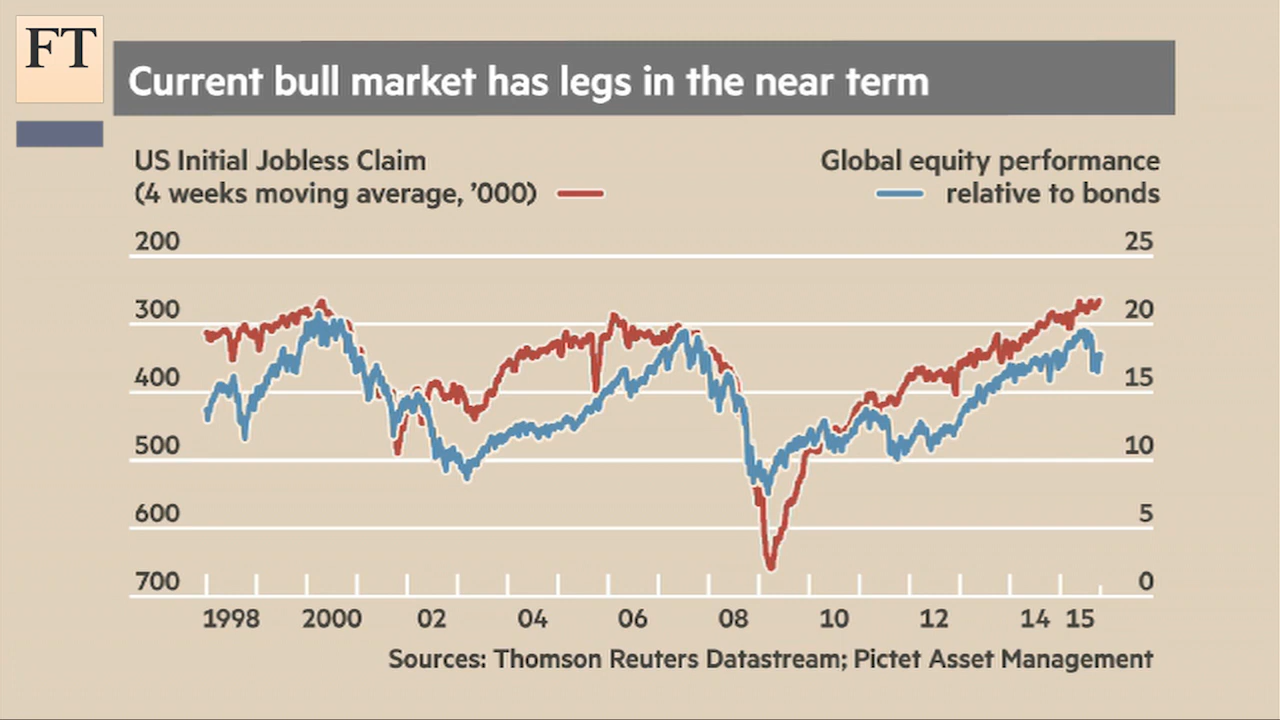 FT
Current bull market has legs in the near term
US Initial Jobless Claim
(4 weeks moving average, ’000)
Global equity performance
relative to bonds
200 25
300 20
400 15
500 10
600 5
700 0
1998 2000 02 04 06 08 10 12 14 15
Sources: Thomson Reuters Datastream; Pictet Asset Management